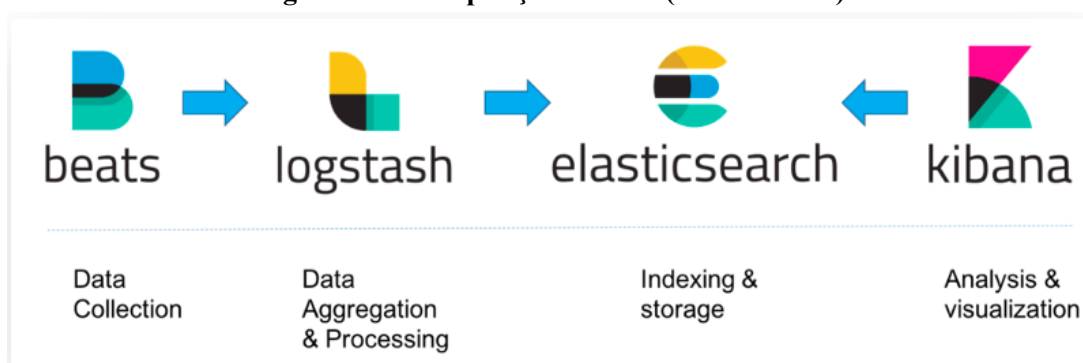 beats logstash elasticsearch kibana
Data Data Indexing & Analysis &
Collection Aggregation storage visualization
& Processing